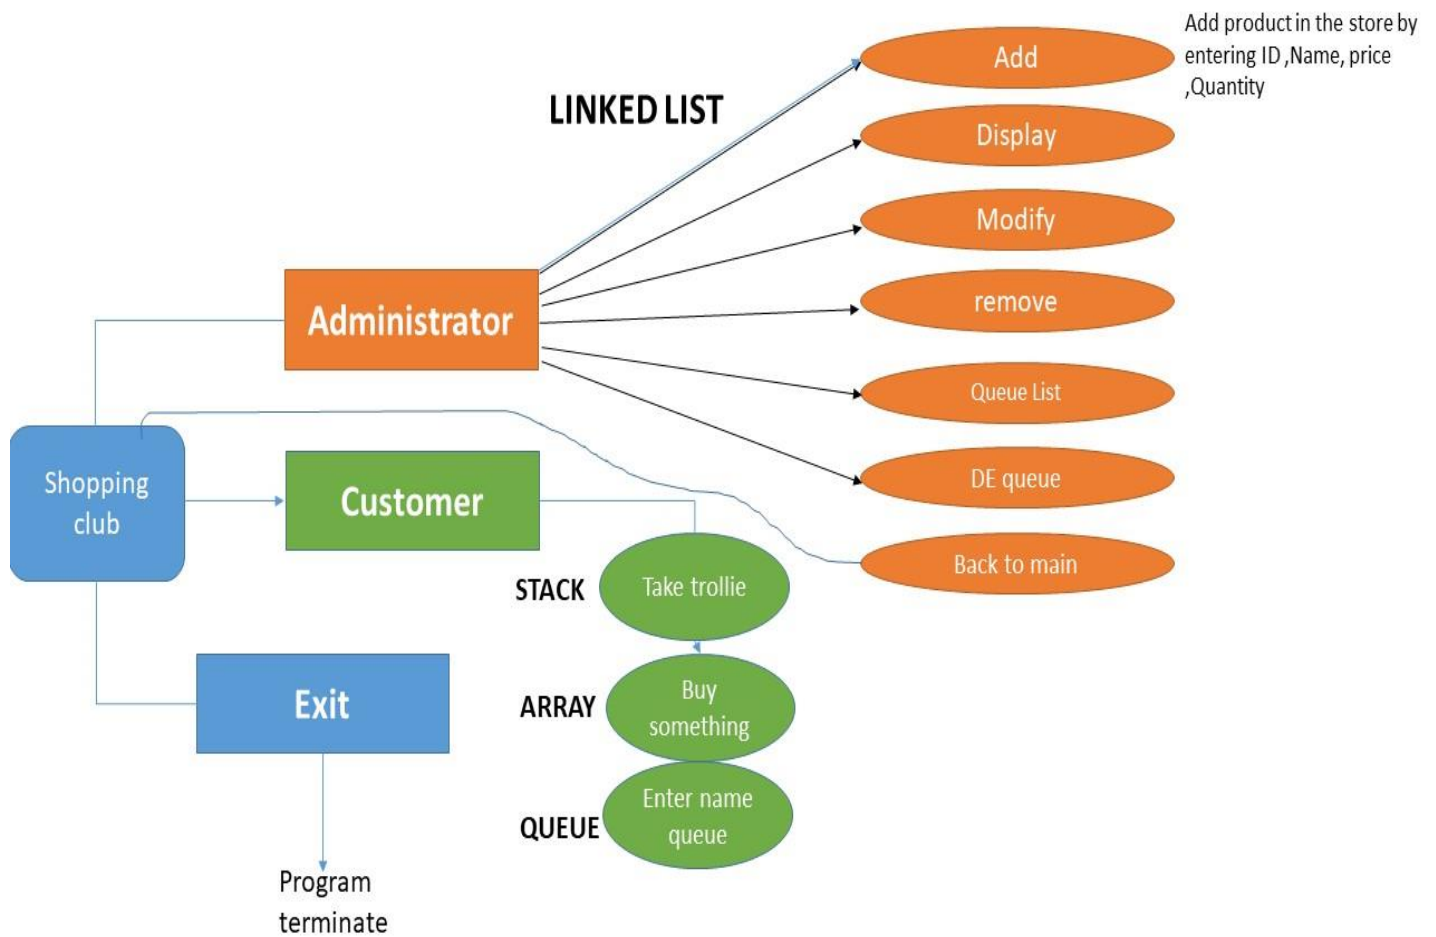 Add
Add product in the store by
entering ID ,Name, price
,Quantity
LINKED LIST
Display
Modify
Administrator
remove
Queue List
Shopping
club
Customer
DE queue
Back to main
STACK
Take trollie
Exit
ARRAY
Buy
something
QUEUE
Enter name
queue
Program
terminate